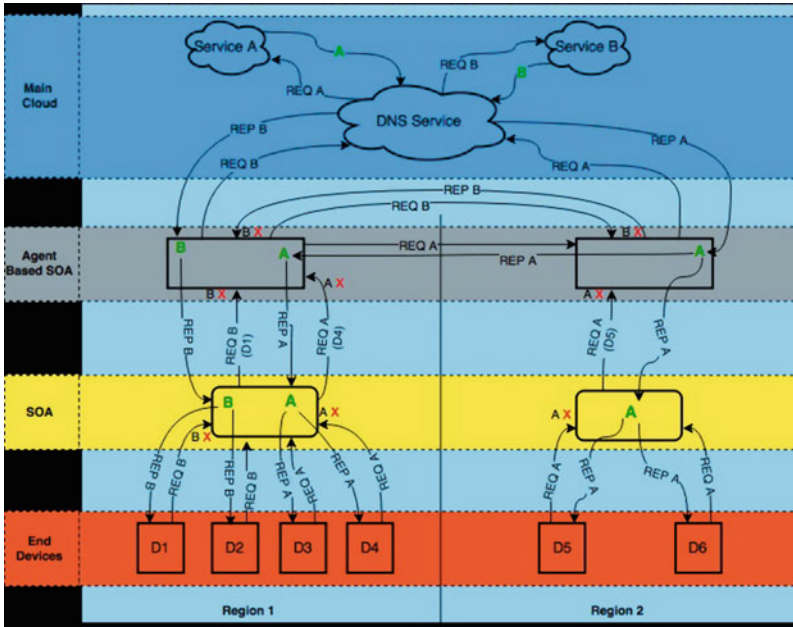 Service A
A
Service B
REQ A
REQ B
B
Main
Cloud
DNS Service
REP B
REQ B
REQ A
REP A
REP B
REQ B
B X
B X
Agent
Based SOA
B
A
REQ A
REP A
A
B X
A X
A X
REP B
REQ B
(D1)
REP A
REQ A
(D4)
REQ A
(D5)
REP A
SOA
B
A
A X
B X
A X
A
REP B
REQ B
REP B
REQ B
REP A
REQ A
REP A
REQ A
REQ A
REP A
REP A
REQ A
End
Devices
D1
D2
D3
D4
D5
D6
Region 1
Region 2